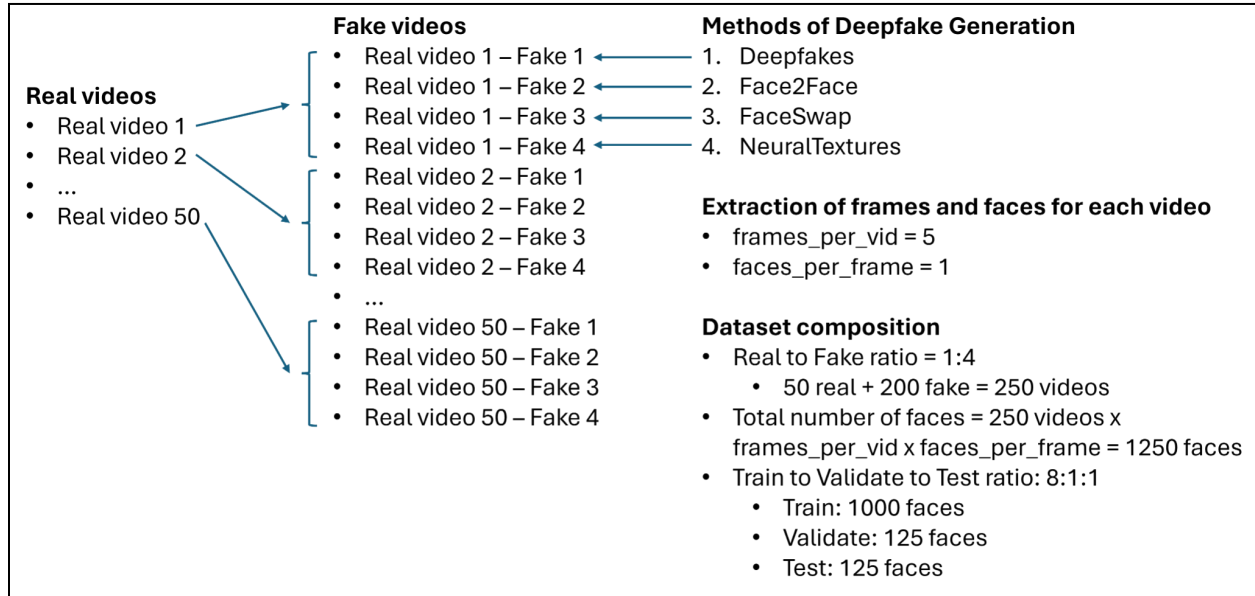 Real videos
• Real video 1
• Real video 2
• ...
• Real video 50
Fake videos
• Real video 1 – Fake 1
• Real video 1 – Fake 2
• Real video 1 – Fake 3
• Real video 1 – Fake 4
• Real video 2 – Fake 1
• Real video 2 – Fake 2
• Real video 2 – Fake 3
• Real video 2 – Fake 4
• ...
• Real video 50 – Fake 1
• Real video 50 – Fake 2
• Real video 50 – Fake 3
• Real video 50 – Fake 4
Methods of Deepfake Generation
1. Deepfakes
2. Face2Face
3. FaceSwap
4. NeuralTextures
Extraction of frames and faces for each video
• frames_per_vid = 5
• faces_per_frame = 1
Dataset composition
• Real to Fake ratio = 1:4
• 50 real + 200 fake = 250 videos
• Total number of faces = 250 videos x
frames_per_vid x faces_per_frame = 1250 faces
• Train to Validate to Test ratio: 8:1:1
• Train: 1000 faces
• Validate: 125 faces
• Test: 125 faces